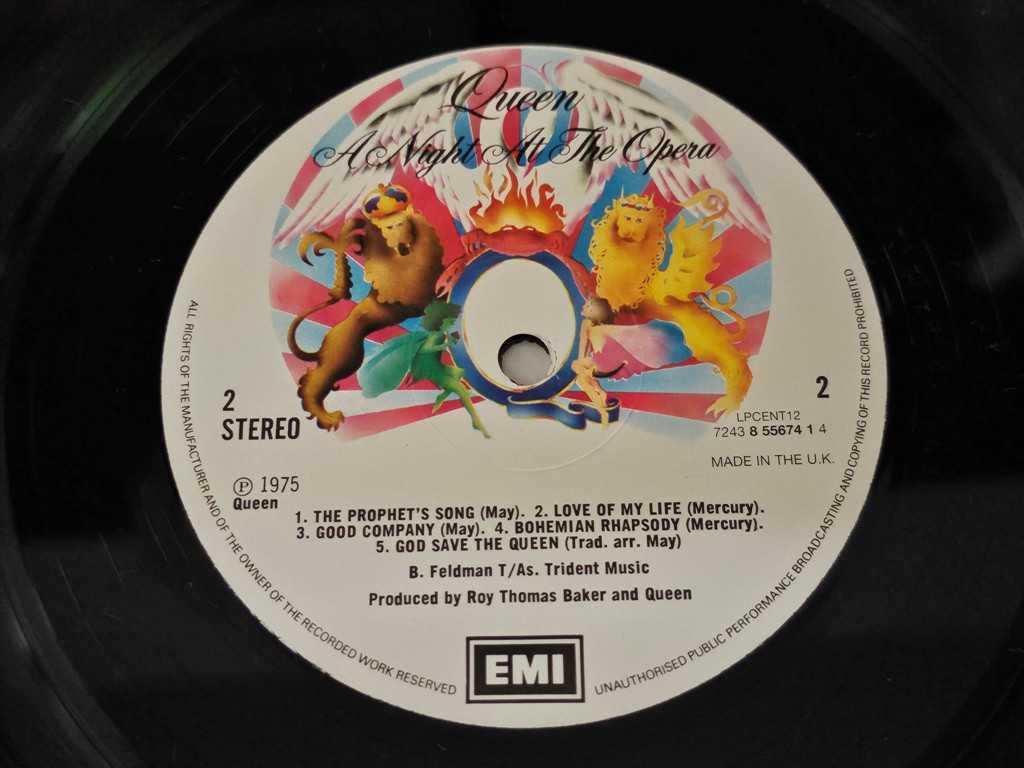 Queen
A Night At The Opera
2
STEREO
2
LPCENT12
7243 8 55674 1 4
MADE IN THE U.K.
Ⓟ 1975
Queen
1. THE PROPHET'S SONG (May). 2. LOVE OF MY LIFE (Mercury).
3. GOOD COMPANY (May). 4. BOHEMIAN RHAPSODY (Mercury).
5. GOD SAVE THE QUEEN (Trad. arr. May)
B. Feldman T/As. Trident Music
Produced by Roy Thomas Baker and Queen
EMI
ALL RIGHTS OF THE MANUFACTURER AND OF THE OWNER OF THE RECORDED WORK RESERVED
UNAUTHORISED PUBLIC PERFORMANCE BROADCASTING AND COPYING OF THIS RECORD PROHIBITED